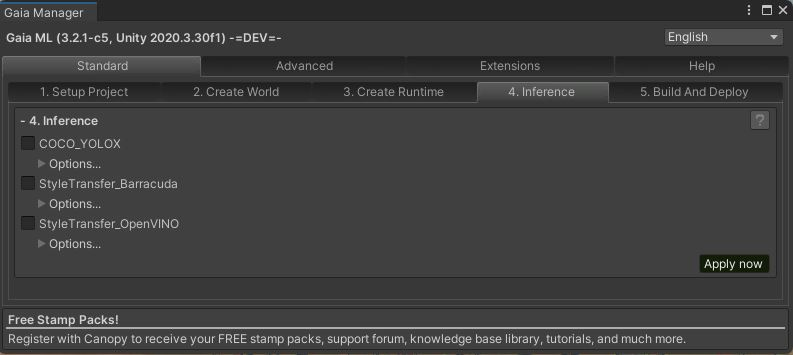 Gaia Manager
Gaia ML (3.2.1-c5, Unity 2020.3.30f1) -=DEV=-
English
Standard Advanced Extensions Help
1. Setup Project 2. Create World 3. Create Runtime 4. Inference 5. Build And Deploy
- 4. Inference ?
COCO_YOLOX
Options...
StyleTransfer_Barracuda
Options...
StyleTransfer_OpenVINO
Options...
Apply now
Free Stamp Packs!
Register with Canopy to receive your FREE stamp packs, support forum, knowledge base library, tutorials, and much more.